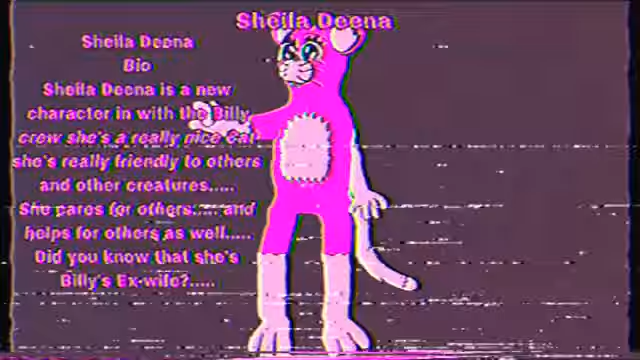 Sheila Deena
Sheila Deena
Bio
Sheila Deena is a new
character in with the Billy
crew she's a really nice cat
she's really friendly to others
and other creatures.....
She cares for others..... and
helps for others as well.....
Did you know that she's
Billy's Ex-wife?.....